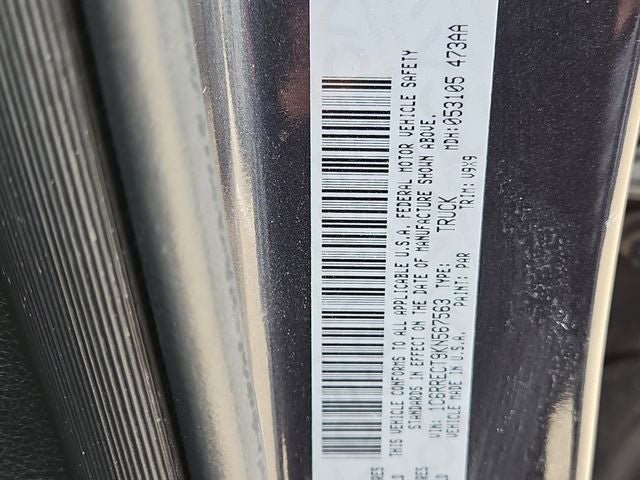 THIS VEHICLE CONFORMS TO ALL APPLICABLE U.S.A. FEDERAL MOTOR VEHICLE SAFETY
STANDARDS IN EFFECT ON THE DATE OF MANUFACTURE SHOWN ABOVE.
VIN: 1C6RRECT9KN567563 TYPE: TRUCK MDH:053105 473AA
VEHICLE MADE IN U.S.A. PAINT: PAR TRIM: V9X9